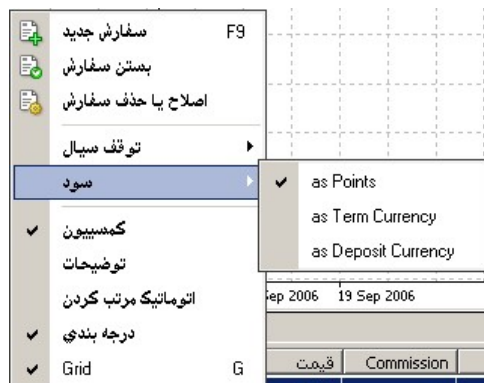 سفارش جدید F9
بستن سفارش
اصلاح یا حذف سفارش
توقف سیال
سود
as Points
as Term Currency
as Deposit Currency
کمسییون
توضیحات
اتوماتیک مرتب کردن
درجه بندي
Grid G
Sep 2006 19 Sep 2006
قیمت Commission